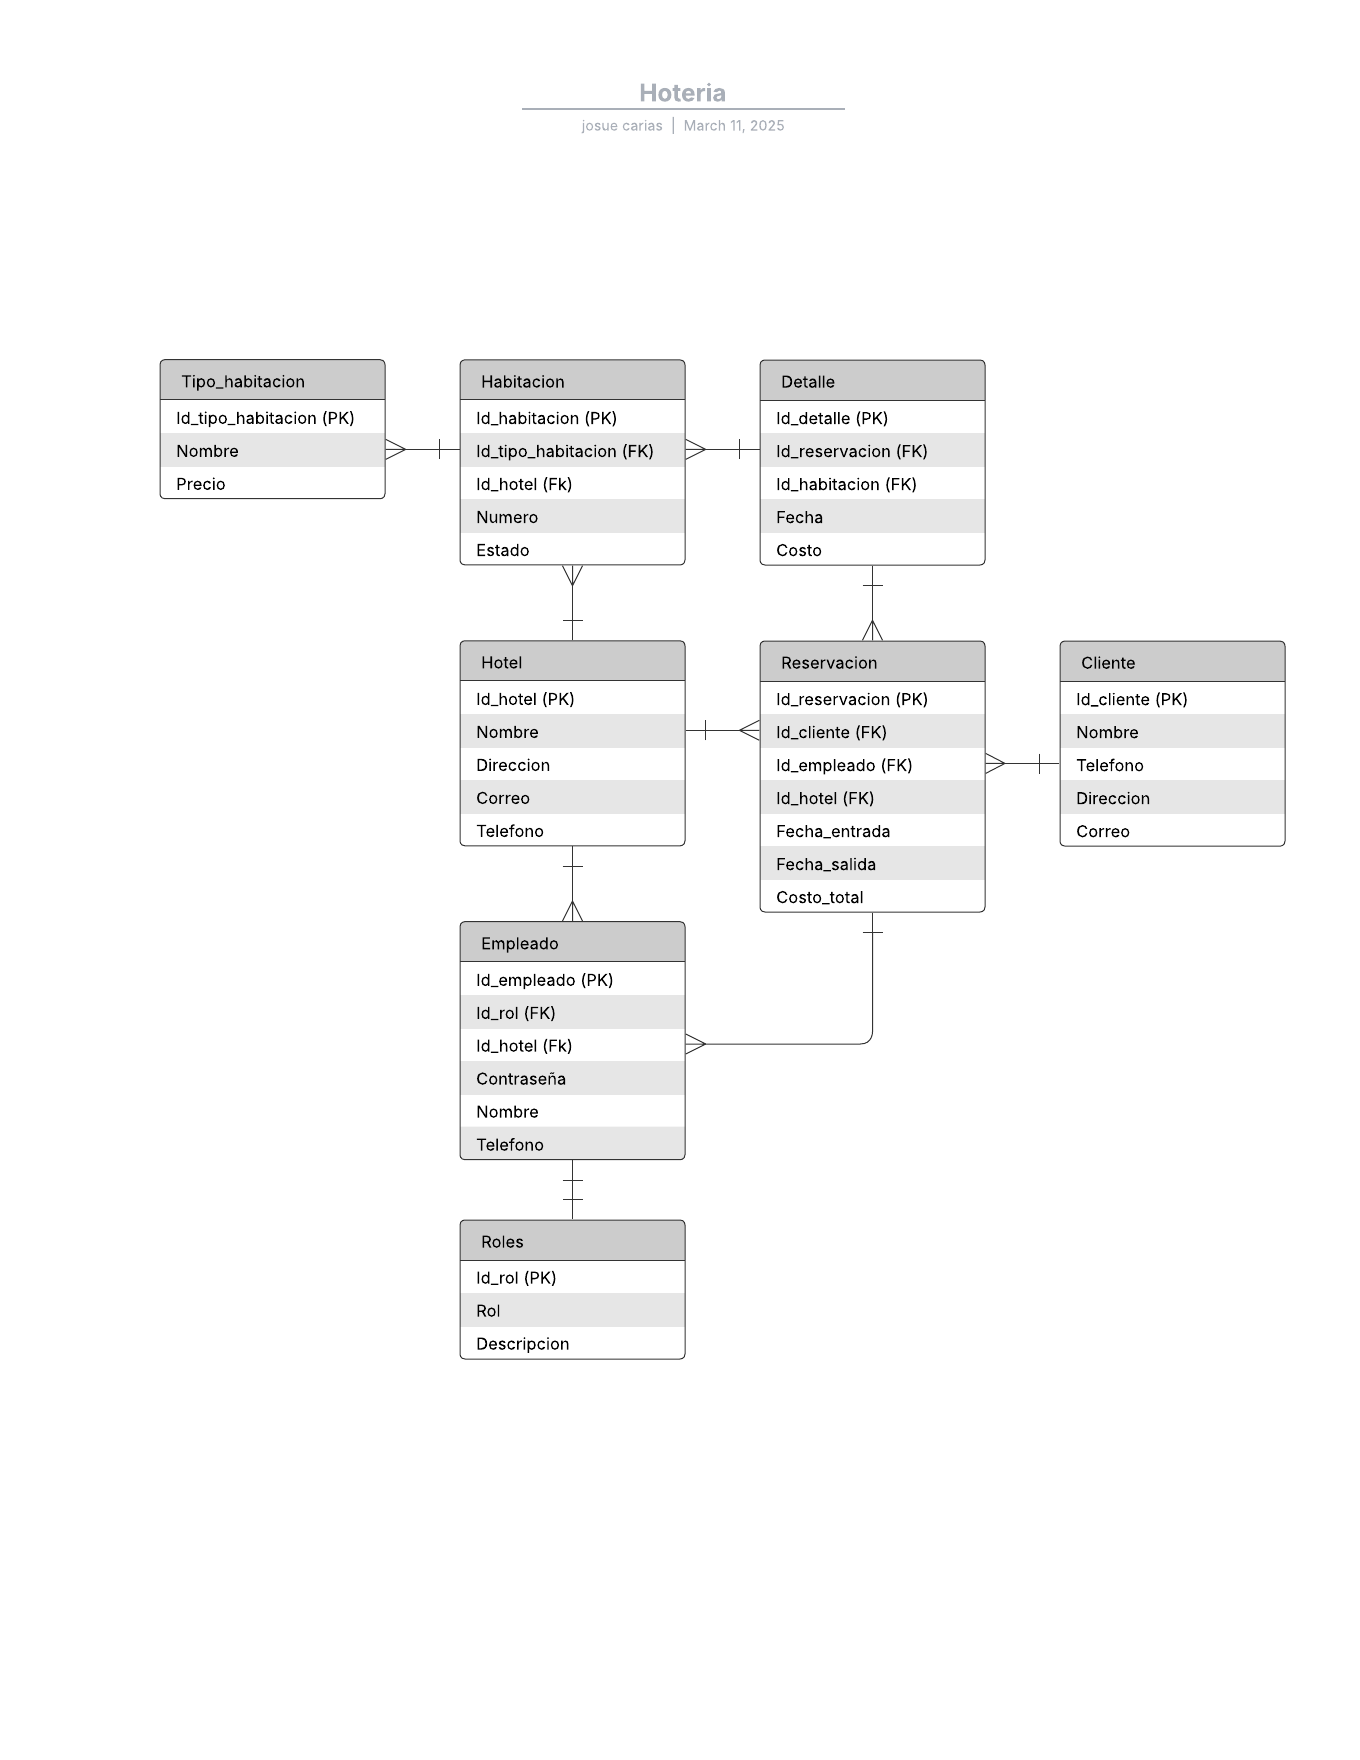 Hoteria
josue carias | March 11, 2025
Tipo_habitacion
Id_tipo_habitacion (PK)
Nombre
Precio
Habitacion
Id_habitacion (PK)
Id_tipo_habitacion (FK)
Id_hotel (Fk)
Numero
Estado
Detalle
Id_detalle (PK)
Id_reservacion (FK)
Id_habitacion (FK)
Fecha
Costo
Hotel
Id_hotel (PK)
Nombre
Direccion
Correo
Telefono
Reservacion
Id_reservacion (PK)
Id_cliente (FK)
Id_empleado (FK)
Id_hotel (FK)
Fecha_entrada
Fecha_salida
Costo_total
Cliente
Id_cliente (PK)
Nombre
Telefono
Direccion
Correo
Empleado
Id_empleado (PK)
Id_rol (FK)
Id_hotel (Fk)
Contraseña
Nombre
Telefono
Roles
Id_rol (PK)
Rol
Descripcion